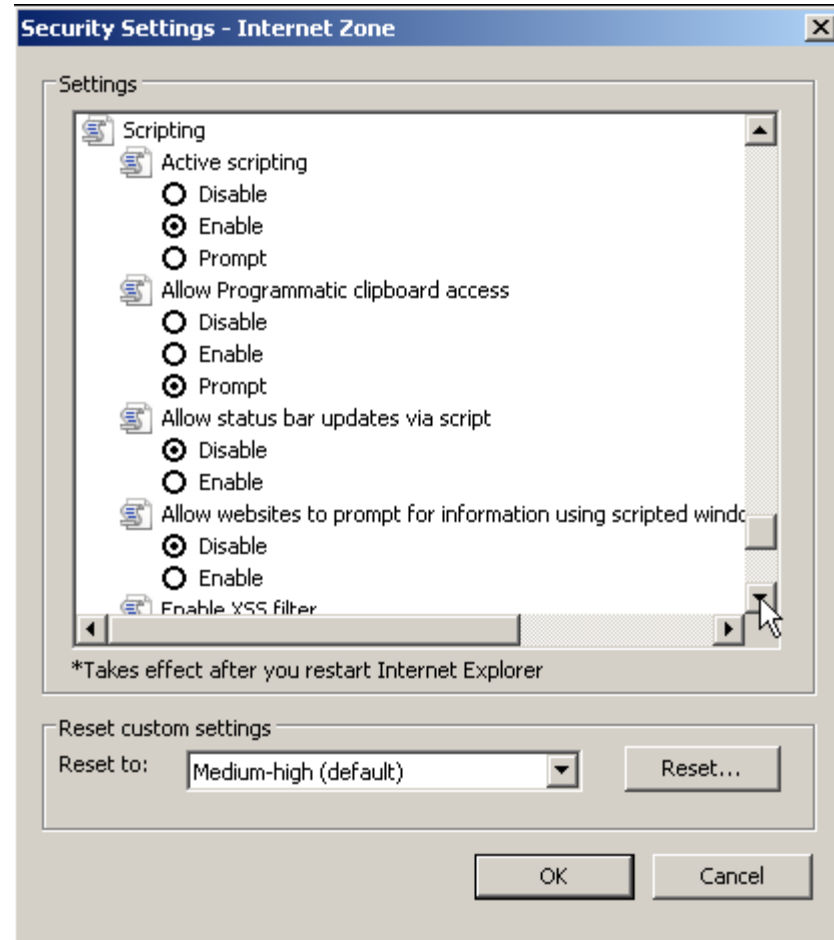 Security Settings - Internet Zone
Settings
Scripting
Active scripting
Disable
Enable
Prompt
Allow Programmatic clipboard access
Disable
Enable
Prompt
Allow status bar updates via script
Disable
Enable
Allow websites to prompt for information using scripted windo
Disable
Enable
Enable XSS filter
*Takes effect after you restart Internet Explorer
Reset custom settings
Reset to:
Medium-high (default)
Reset...
OK
Cancel